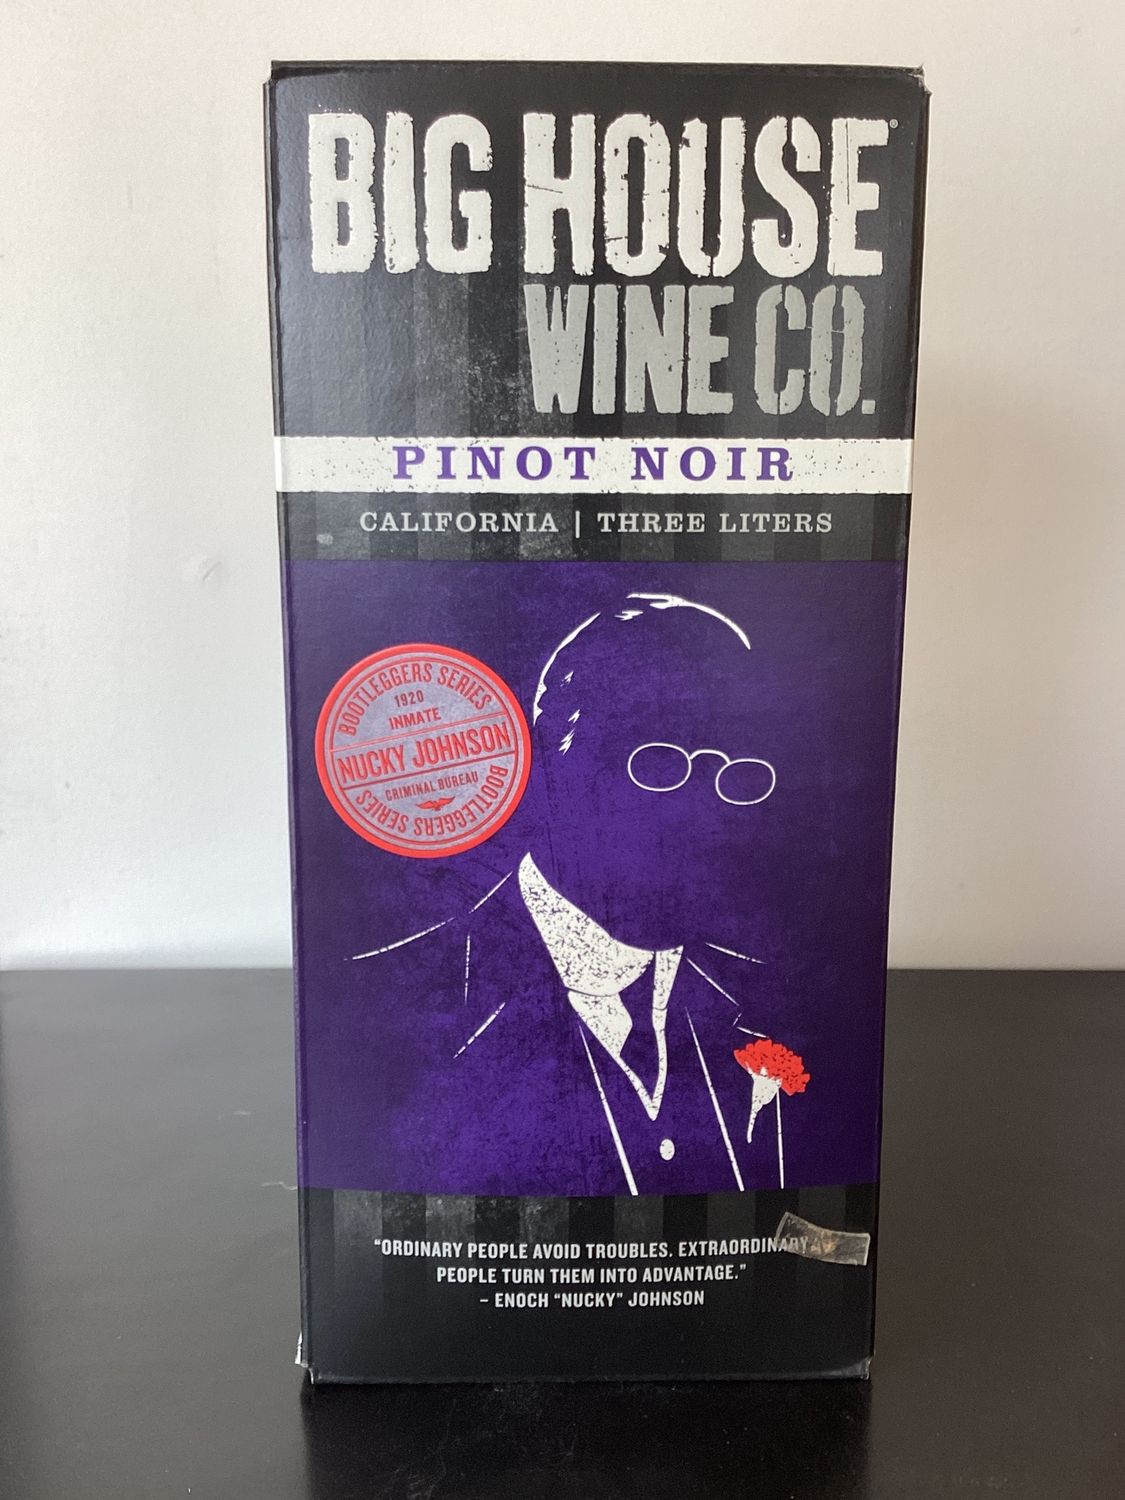 BIG HOUSE®
WINE CO.
PINOT NOIR
CALIFORNIA | THREE LITERS
BOOTLEGGERS SERIES
1920
INMATE
NUCKY JOHNSON
CRIMINAL BUREAU
BOOTLEGGERS SERIES
“ORDINARY PEOPLE AVOID TROUBLES. EXTRAORDINARY
PEOPLE TURN THEM INTO ADVANTAGE.”
– ENOCH “NUCKY” JOHNSON